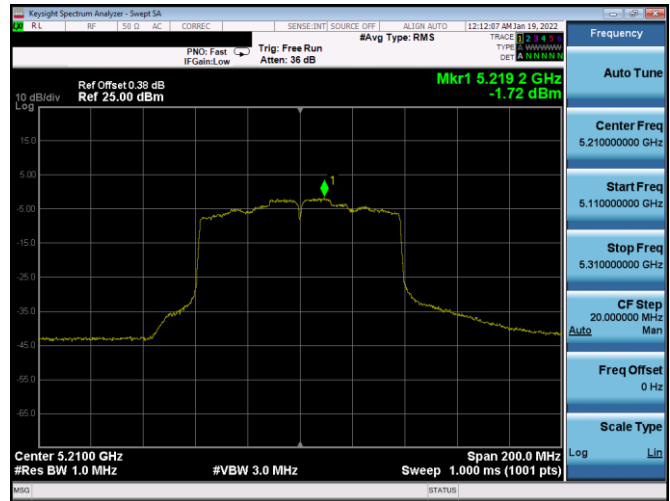 Keysight Spectrum Analyzer - Swept SA
RL RF 50 Ω AC CORREC SENSE:INT SOURCE OFF ALIGN AUTO 12:12:07 AM Jan 19, 2022
#Avg Type: RMS
TRACE 1 2 3 4 5 6
TYPE A WWWWW
DET A N N N N N
PNO: Fast
IFGain:Low
Trig: Free Run
Atten: 36 dB
Frequency
Mkr1 5.219 2 GHz
-1.72 dBm
Ref Offset 0.38 dB
Ref 25.00 dBm
10 dB/div
Log
15.0
5.00
-5.00
-15.0
-25.0
-35.0
-45.0
-55.0
-65.0
1
Center 5.2100 GHz
Span 200.0 MHz
#Res BW 1.0 MHz
#VBW 3.0 MHz
Sweep 1.000 ms (1001 pts)
MSG
STATUS
Auto Tune
Center Freq
5.210000000 GHz
Start Freq
5.110000000 GHz
Stop Freq
5.310000000 GHz
CF Step
20.000000 MHz
Auto Man
Freq Offset
0 Hz
Scale Type
Log Lin